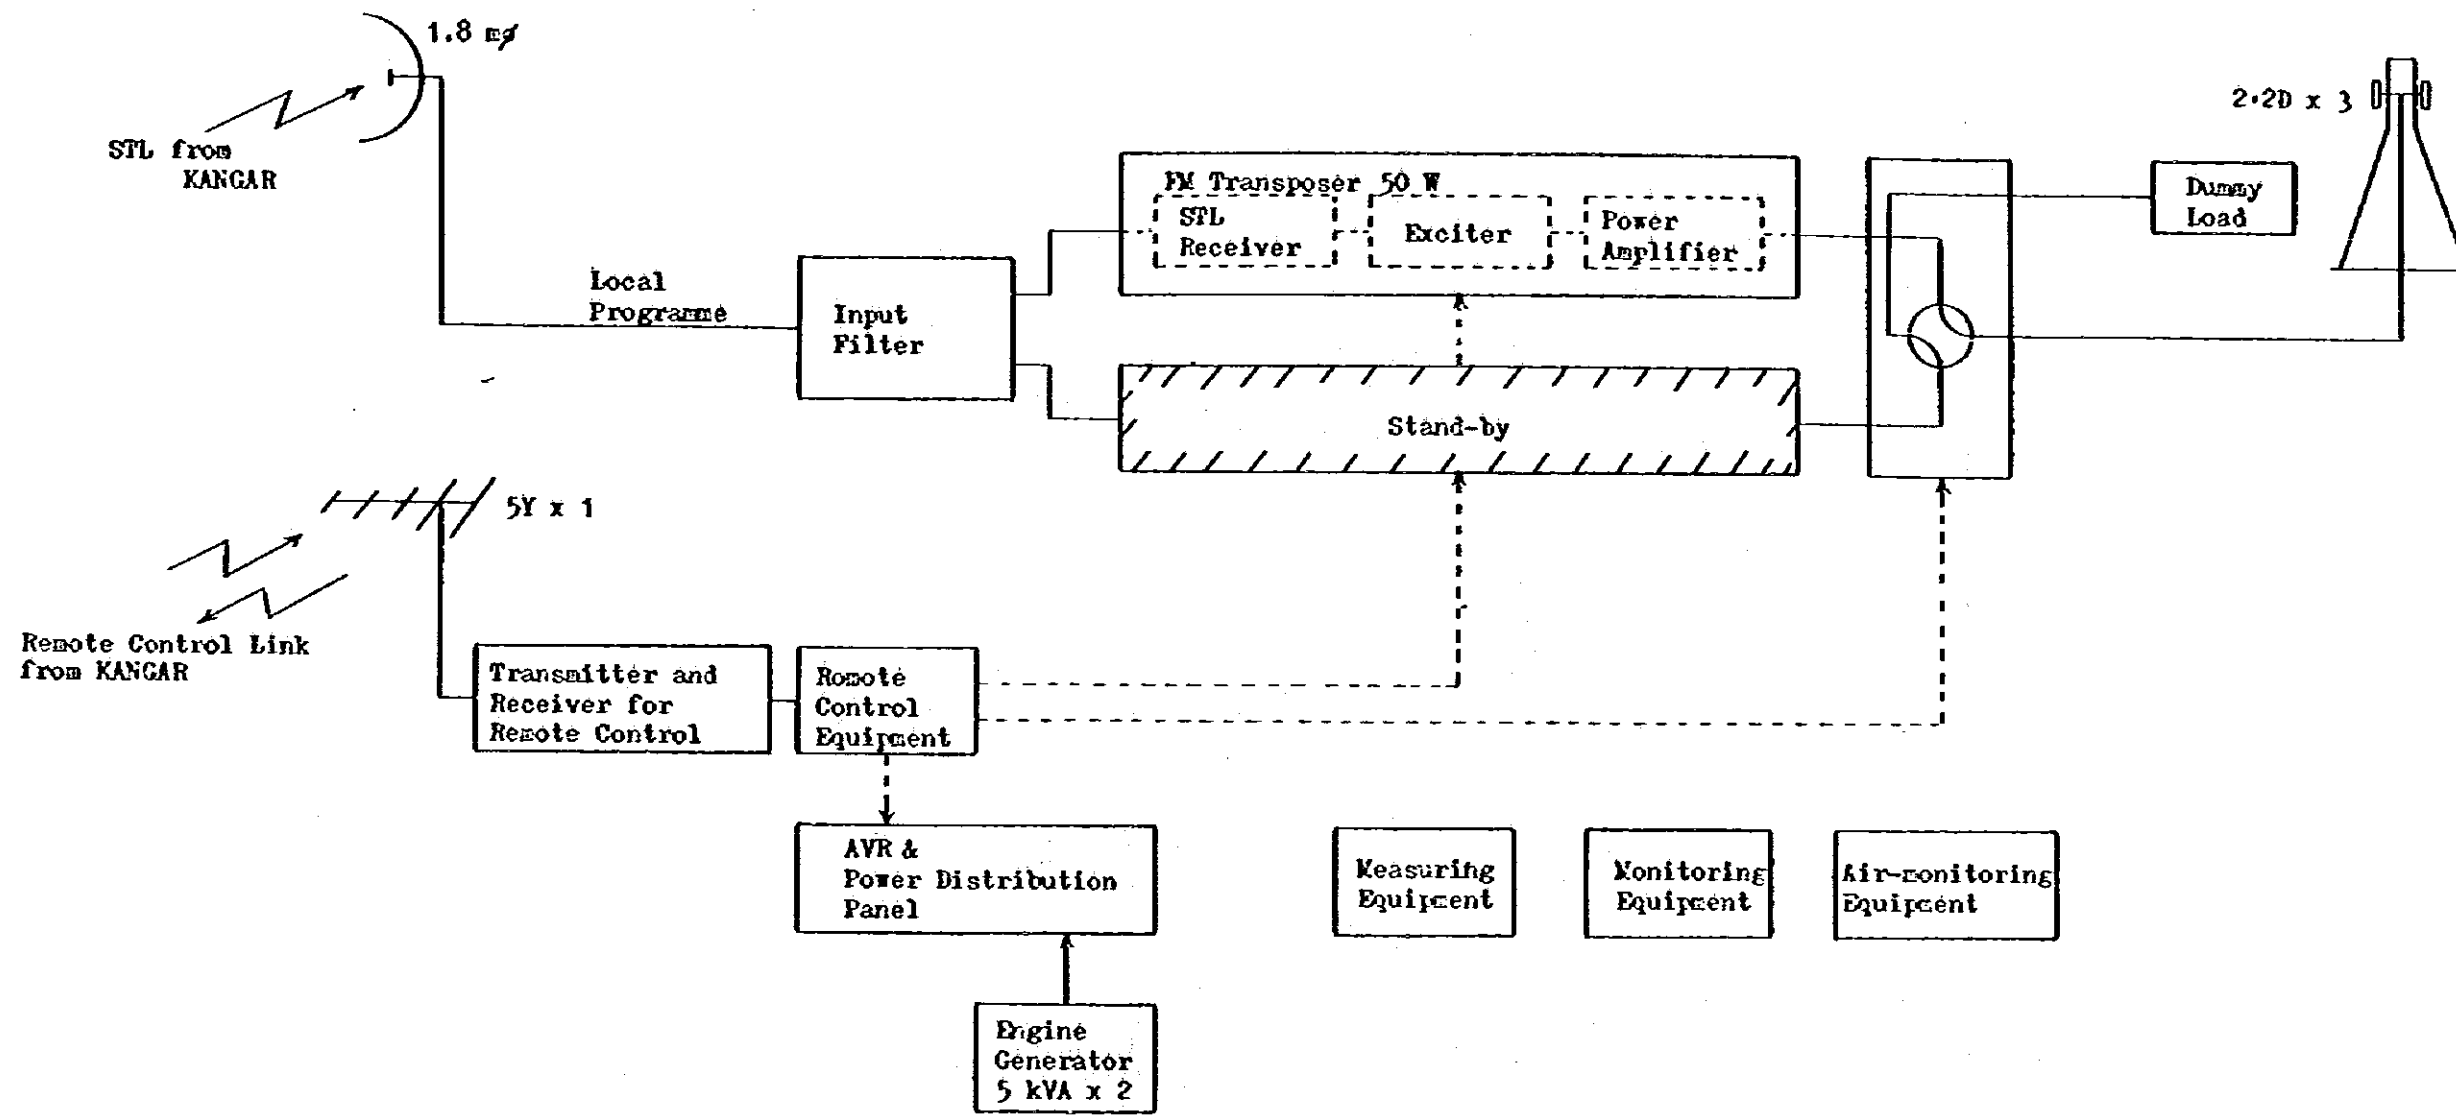 1.8 mø
STL from
KANGAR
2.2D x 3
FM Transposer 50 W
STL
Receiver
Exciter
Power
Amplifier
Dummy
Load
Local
Programme
Input
Filter
Stand-by
5Y x 1
Remote Control Link
from KANGAR
Transmitter and
Receiver for
Remote Control
Remote
Control
Equipment
AVR &
Power Distribution
Panel
Measuring
Equipment
Monitoring
Equipment
Air-monitoring
Equipment
Engine
Generator
5 kVA x 2